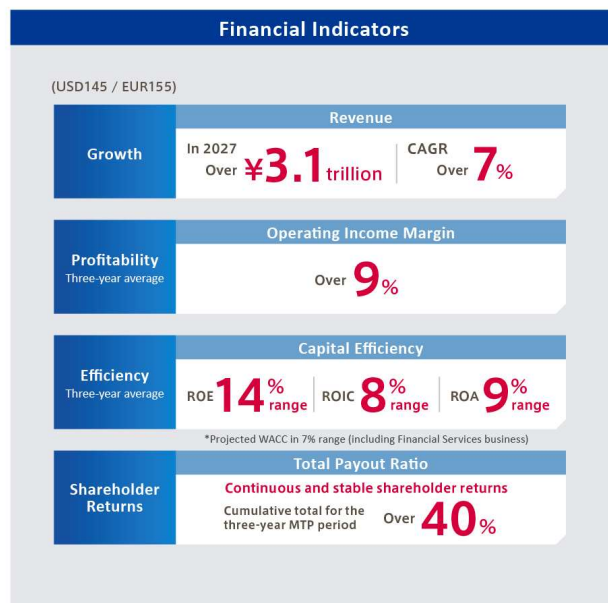 Financial Indicators
(USD145 / EUR155)
Growth
Revenue
In 2027
Over ¥3.1 trillion
CAGR
Over 7%
Profitability
Three-year average
Operating Income Margin
Over 9%
Efficiency
Three-year average
Capital Efficiency
ROE 14% range
ROIC 8% range
ROA 9% range
*Projected WACC in 7% range (including Financial Services business)
Shareholder
Returns
Total Payout Ratio
Continuous and stable shareholder returns
Cumulative total for the
three-year MTP period
Over 40%